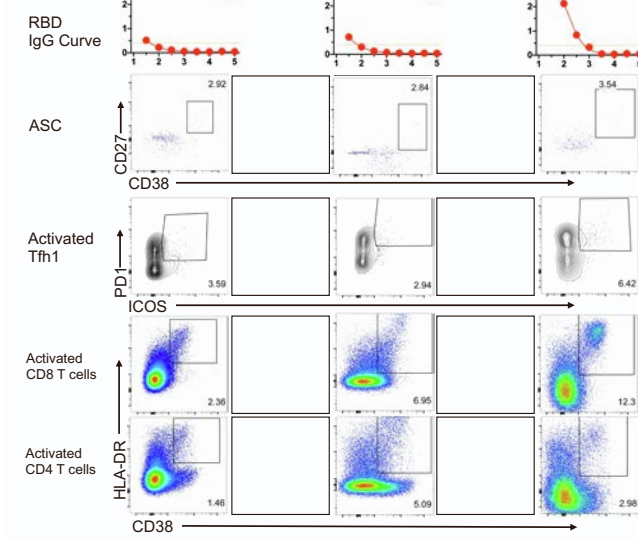 RBD
IgG Curve
2
1
0
1 2 3 4 5
2
1
0
1 2 3 4 5
2
1
0
1 2 3 4 5
ASC
CD27
2.92
2.84
3.54
CD38
Activated
Tfh1
PD1
3.59
2.94
6.42
ICOS
Activated
CD8 T cells
2.36
6.95
12.3
Activated
CD4 T cells
HLA-DR
1.46
5.09
2.98
CD38